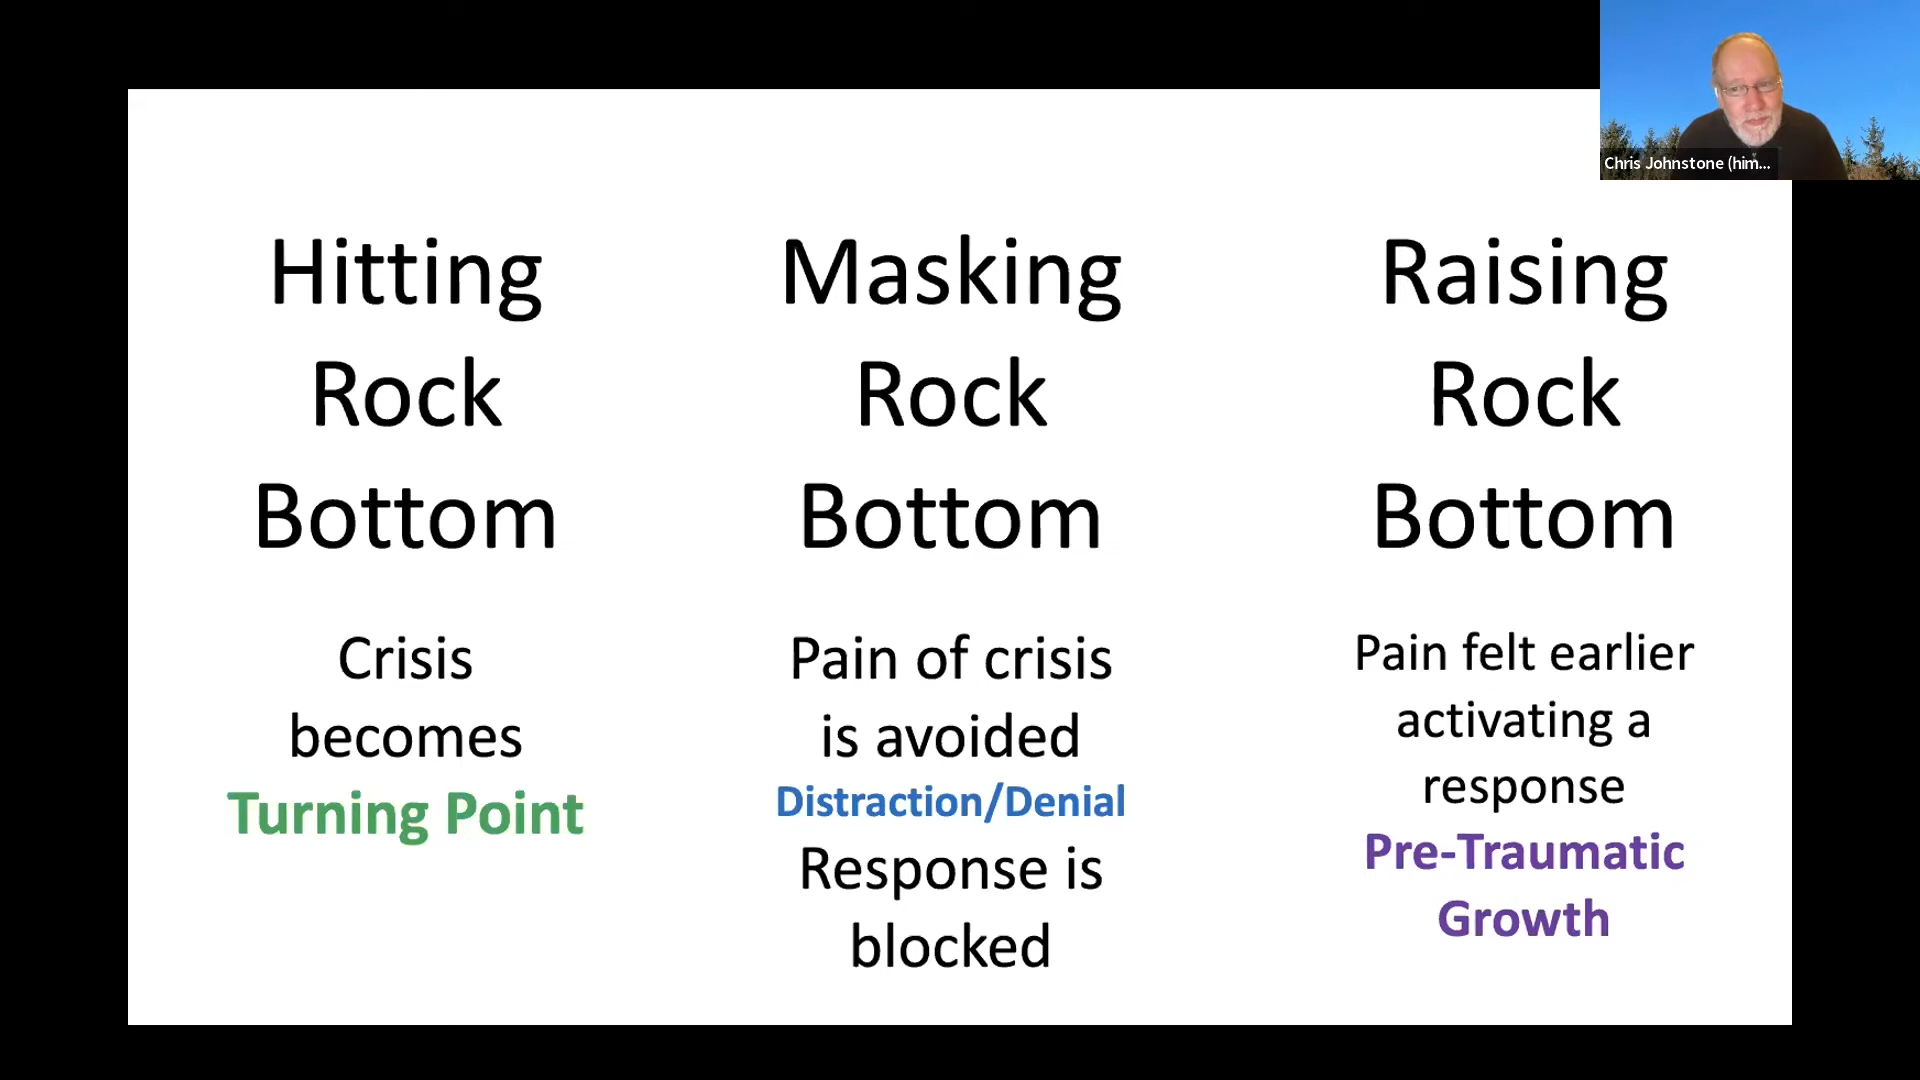 Chris Johnstone (him...
Hitting
Rock
Bottom
Crisis
becomes
Turning Point
Masking
Rock
Bottom
Pain of crisis
is avoided
Distraction/Denial
Response is
blocked
Raising
Rock
Bottom
Pain felt earlier
activating a
response
Pre-Traumatic
Growth